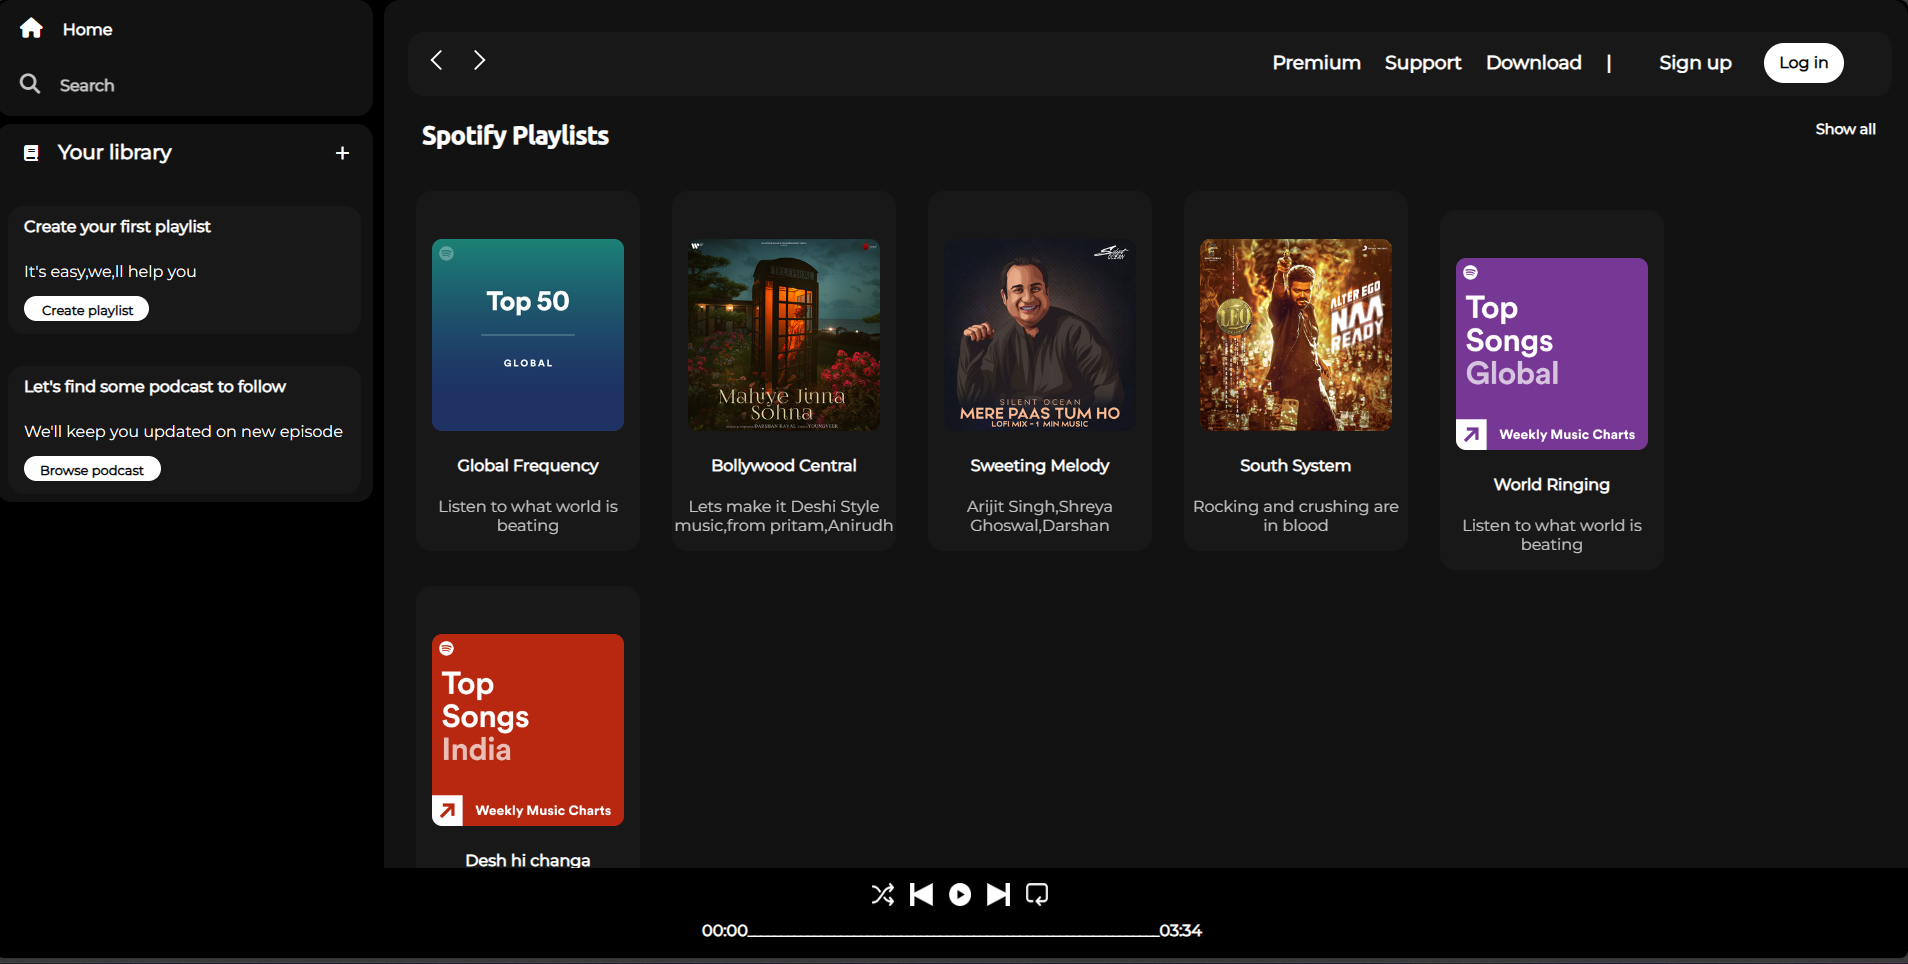 Home
Search
Your library
+
Create your first playlist
It's easy,we,ll help you
Create playlist
Let's find some podcast to follow
We'll keep you updated on new episode
Browse podcast
Premium Support Download | Sign up Log in
Spotify Playlists
Show all
Top 50
GLOBAL
Global Frequency
Listen to what world is
beating
Mahiye Jinna
Sohna
Bollywood Central
Lets make it Deshi Style
music,from pritam,Anirudh
Silent
OCEAN
SILENT OCEAN
MERE PAAS TUM HO
LOFI MIX - 1 MIN MUSIC
Sweeting Melody
Arijit Singh,Shreya
Ghoswal,Darshan
LEO
ALTER EGO
NAA
READY
South System
Rocking and crushing are
in blood
Top
Songs
Global
Weekly Music Charts
World Ringing
Listen to what world is
beating
Top
Songs
India
Weekly Music Charts
Desh hi changa
00:00 03:34